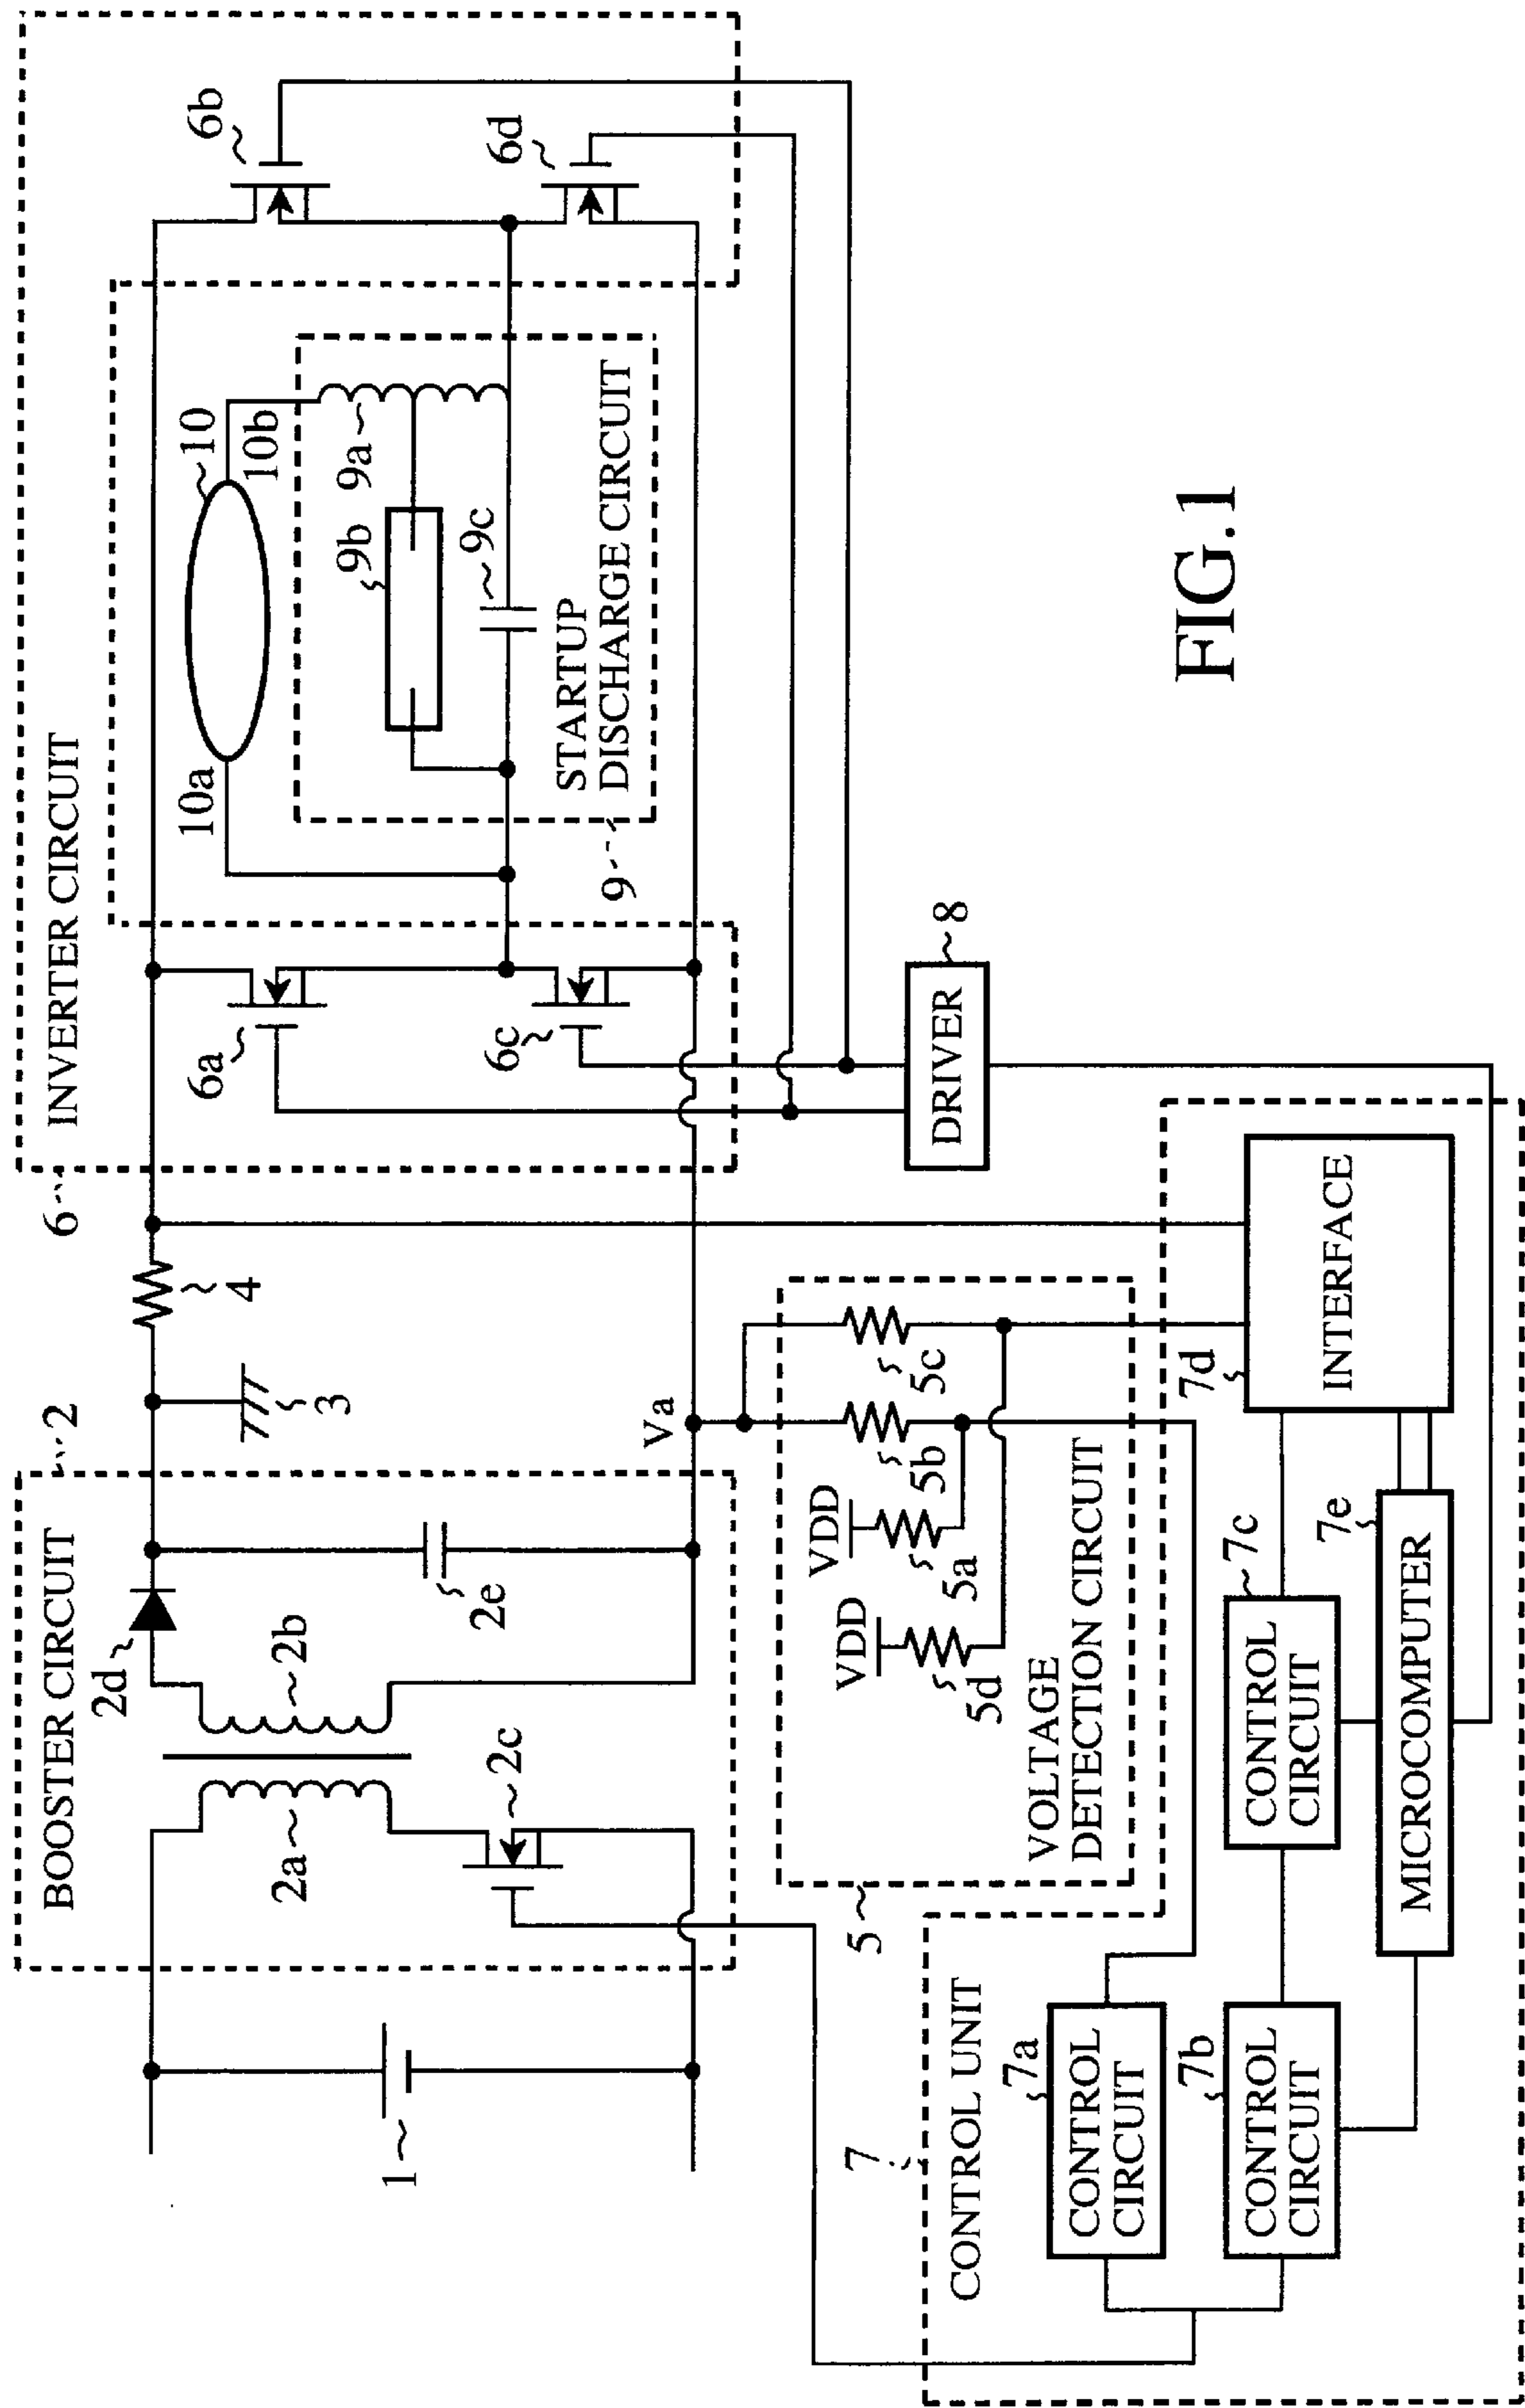 BOOSTER CIRCUIT
2
INVERTER CIRCUIT
6
1
2a
2b
2c
2d
2e
3
4
Va
6a
6b
6c
6d
10
10a
10b
9a
9b
9c
STARTUP
DISCHARGE CIRCUIT
9
VDD
VDD
5a
5b
5c
5d
VOLTAGE
DETECTION CIRCUIT
5
DRIVER
8
7
CONTROL UNIT
7a
CONTROL
CIRCUIT
7b
CONTROL
CIRCUIT
7c
CONTROL
CIRCUIT
7d
INTERFACE
7e
MICROCOMPUTER
FIG.1